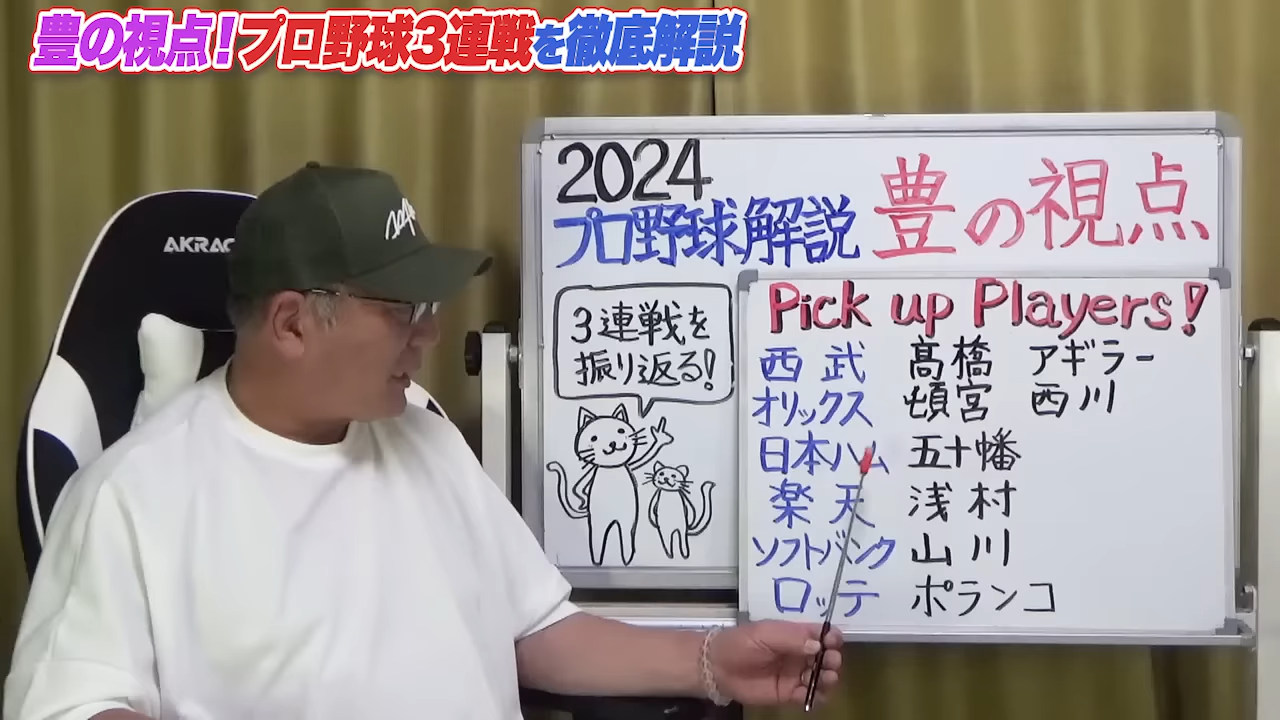 豊の視点!プロ野球3連戦を徹底解説
AKRAC
2024
プロ野球解説 豊の視点
3連戦を
振り返る!
Pick up Players!
西武 髙橋 アギラー
オリックス 頓宮 西川
日本ハム 五十幡
楽天 浅村
ソフトバンク 山川
ロッテ ポランコ